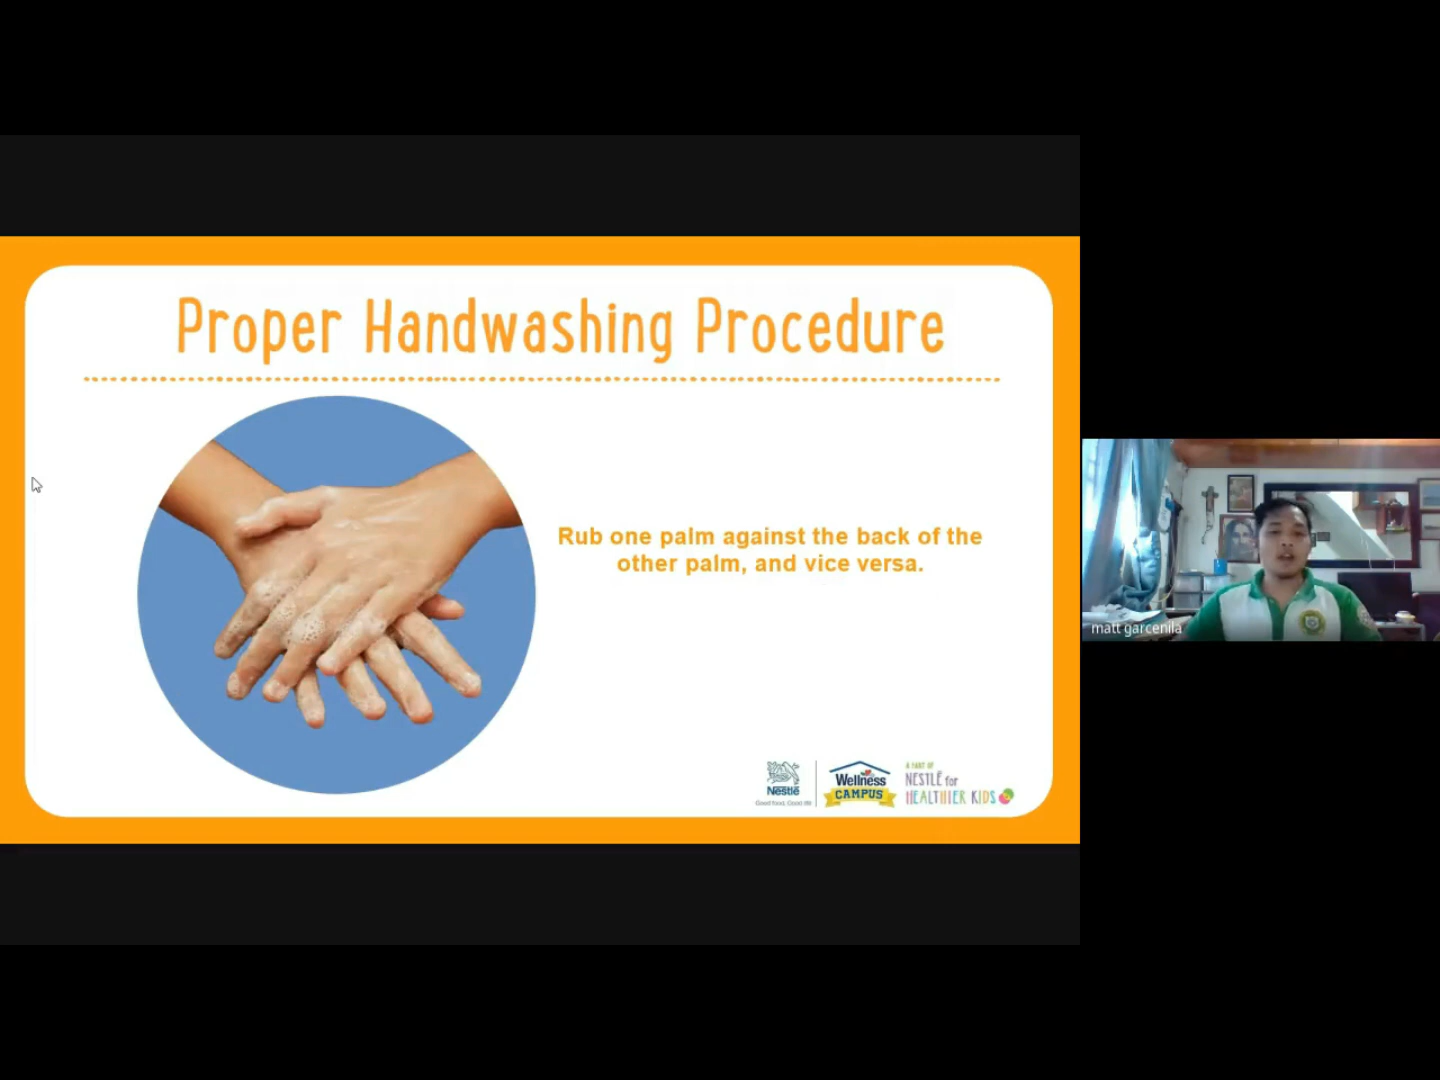 Proper Handwashing Procedure
Rub one palm against the back of the
other palm, and vice versa.
Nestlé
Good food, Good life
Wellness
CAMPUS
A PART OF
NESTLÉ for
HEALTHIER KIDS
matt garcenila